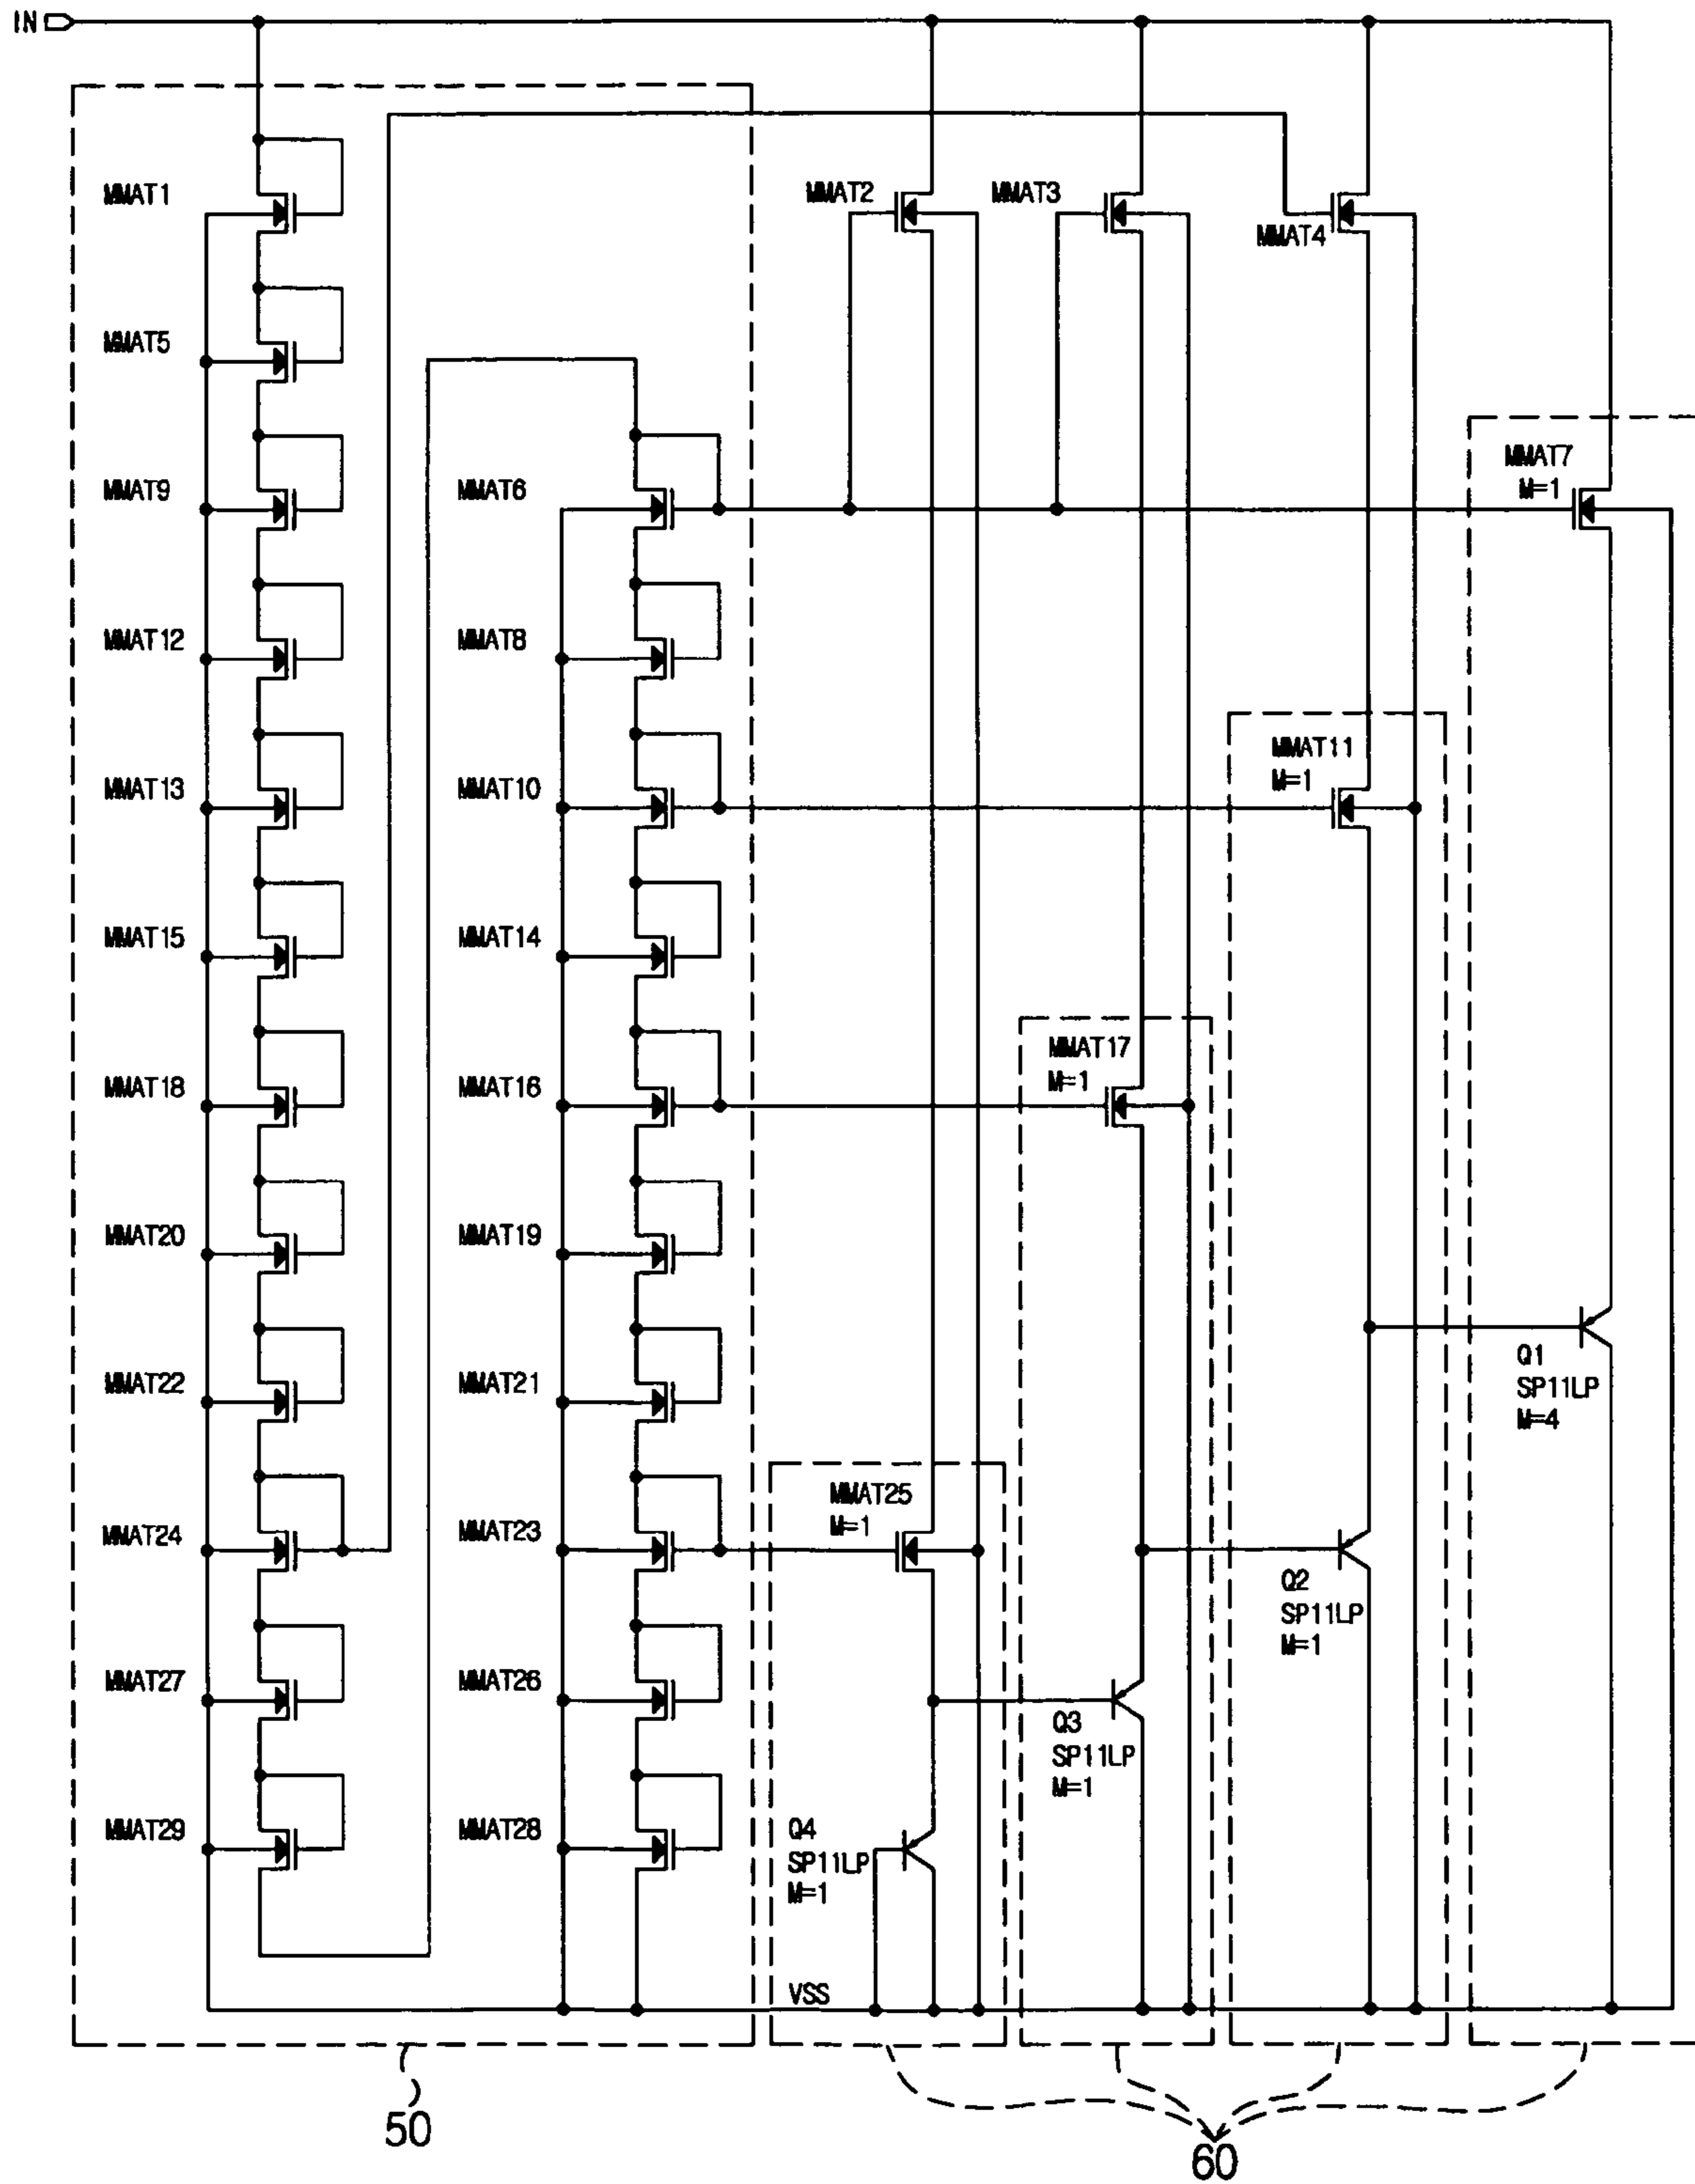 IN
MMAT1
MMAT2
MMAT3
MMAT4
MMAT5
MMAT7
M=1
MMAT9
MMAT6
MMAT12
MMAT8
MMAT11
M=1
MMAT13
MMAT10
MMAT15
MMAT14
MMAT17
M=1
MMAT18
MMAT16
MMAT20
MMAT19
Q1
SP11LP
M=4
MMAT22
MMAT21
MMAT25
M=1
MMAT24
MMAT23
Q2
SP11LP
M=1
MMAT27
MMAT26
Q3
SP11LP
M=1
MMAT29
MMAT28
Q4
SP11LP
M=1
VSS
50
60